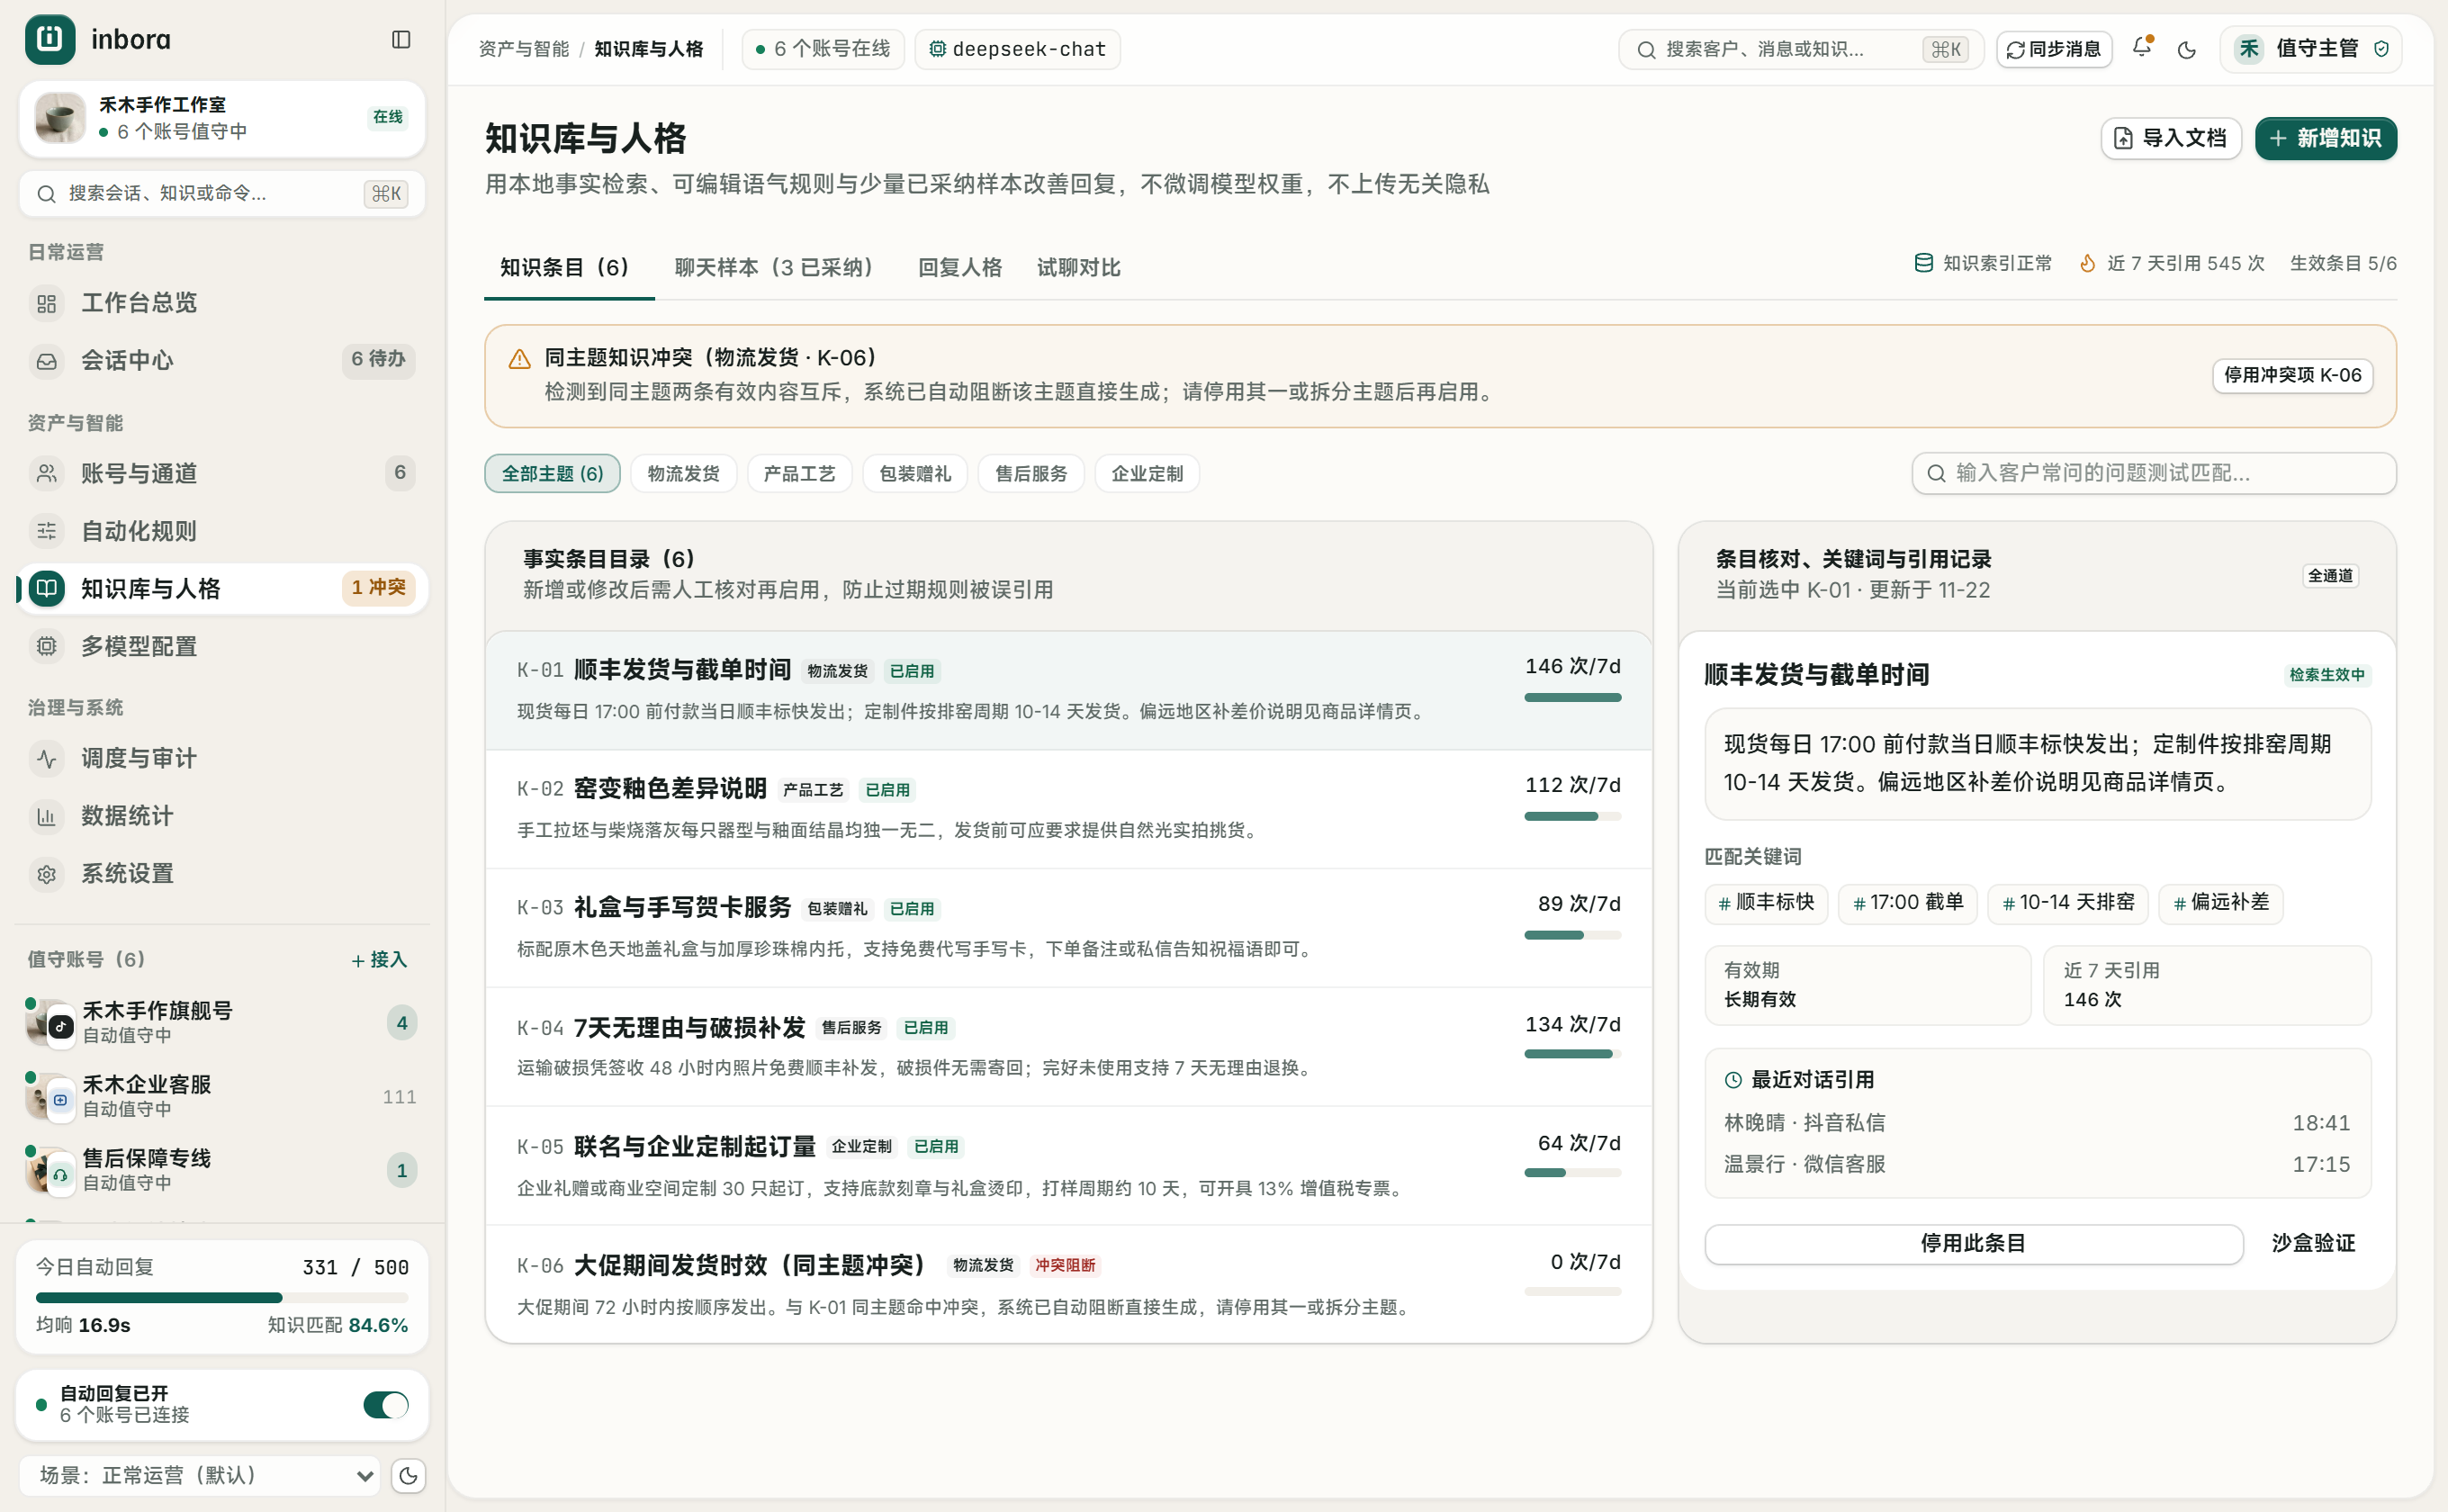 inbora
禾木手作工作室
6 个账号值守中
在线
搜索会话、知识或命令...
⌘K
日常运营
工作台总览
会话中心
6 待办
资产与智能
账号与通道
6
自动化规则
知识库与人格
1 冲突
多模型配置
治理与系统
调度与审计
数据统计
系统设置
值守账号（6）
+ 接入
禾木手作旗舰号
自动值守中
4
禾木企业客服
自动值守中
111
售后保障专线
自动值守中
1
今日自动回复
331 / 500
均响 16.9s
知识匹配 84.6%
自动回复已开
6 个账号已连接
场景：正常运营（默认）
资产与智能 / 知识库与人格
6 个账号在线
deepseek-chat
搜索客户、消息或知识...
⌘K
同步消息
禾
值守主管
知识库与人格
用本地事实检索、可编辑语气规则与少量已采纳样本改善回复，不微调模型权重，不上传无关隐私
导入文档
+ 新增知识
知识条目（6）
聊天样本（3 已采纳）
回复人格
试聊对比
知识索引正常
近 7 天引用 545 次
生效条目 5/6
同主题知识冲突（物流发货 · K-06）
检测到同主题两条有效内容互斥，系统已自动阻断该主题直接生成；请停用其一或拆分主题后再启用。
停用冲突项 K-06
全部主题 (6)
物流发货
产品工艺
包装赠礼
售后服务
企业定制
输入客户常问的问题测试匹配...
事实条目目录（6）
新增或修改后需人工核对再启用，防止过期规则被误引用
K-01 顺丰发货与截单时间 物流发货 已启用
146 次/7d
现货每日 17:00 前付款当日顺丰标快发出；定制件按排窑周期 10-14 天发货。偏远地区补差价说明见商品详情页。
K-02 窑变釉色差异说明 产品工艺 已启用
112 次/7d
手工拉坯与柴烧落灰每只器型与釉面结晶均独一无二，发货前可应要求提供自然光实拍挑货。
K-03 礼盒与手写贺卡服务 包装赠礼 已启用
89 次/7d
标配原木色天地盖礼盒与加厚珍珠棉内托，支持免费代写手写卡，下单备注或私信告知祝福语即可。
K-04 7天无理由与破损补发 售后服务 已启用
134 次/7d
运输破损凭签收 48 小时内照片免费顺丰补发，破损件无需寄回；完好未使用支持 7 天无理由退换。
K-05 联名与企业定制起订量 企业定制 已启用
64 次/7d
企业礼赠或商业空间定制 30 只起订，支持底款刻章与礼盒烫印，打样周期约 10 天，可开具 13% 增值税专票。
K-06 大促期间发货时效（同主题冲突） 物流发货 冲突阻断
0 次/7d
大促期间 72 小时内按顺序发出。与 K-01 同主题命中冲突，系统已自动阻断直接生成，请停用其一或拆分主题。
条目核对、关键词与引用记录
当前选中 K-01 · 更新于 11-22
全通道
顺丰发货与截单时间
检索生效中
现货每日 17:00 前付款当日顺丰标快发出；定制件按排窑周期
10-14 天发货。偏远地区补差价说明见商品详情页。
匹配关键词
# 顺丰标快
# 17:00 截单
# 10-14 天排窑
# 偏远补差
有效期
长期有效
近 7 天引用
146 次
最近对话引用
林晚晴 · 抖音私信
18:41
温景行 · 微信客服
17:15
停用此条目
沙盒验证